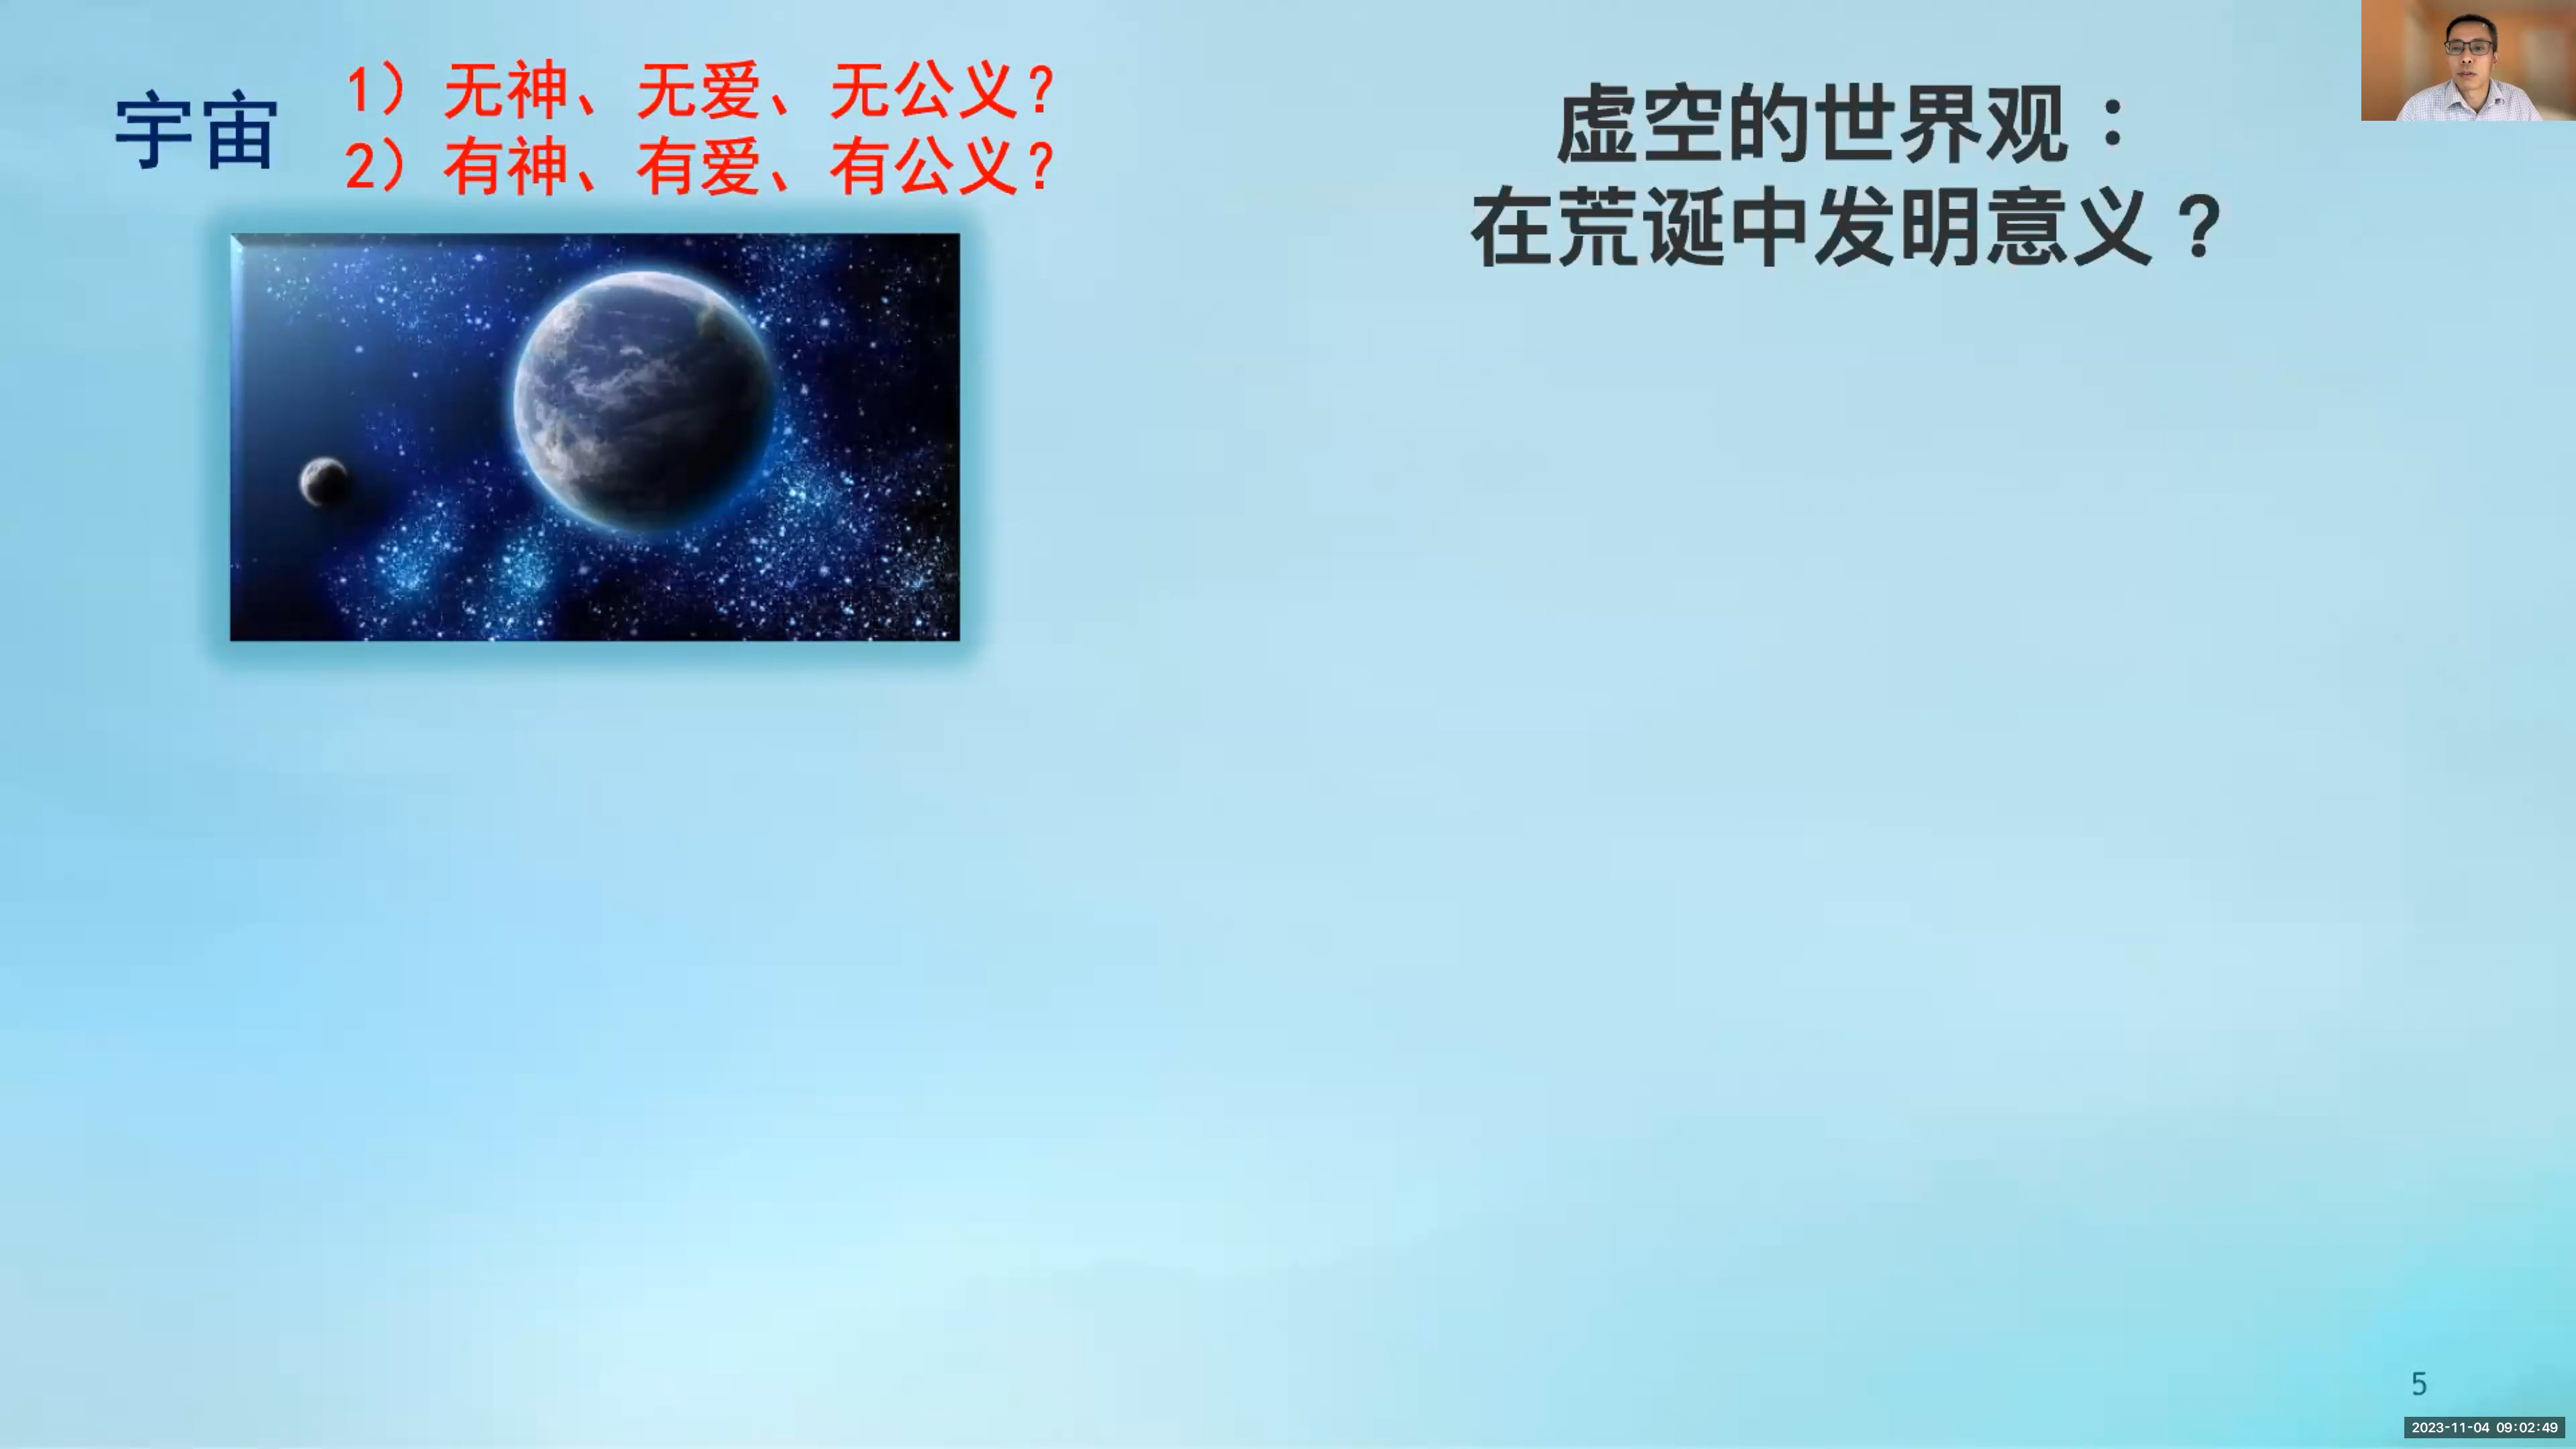 宇宙
1）无神、无爱、无公义？
2）有神、有爱、有公义？
虚空的世界观：
在荒诞中发明意义？
5
2023-11-04 09:02:49